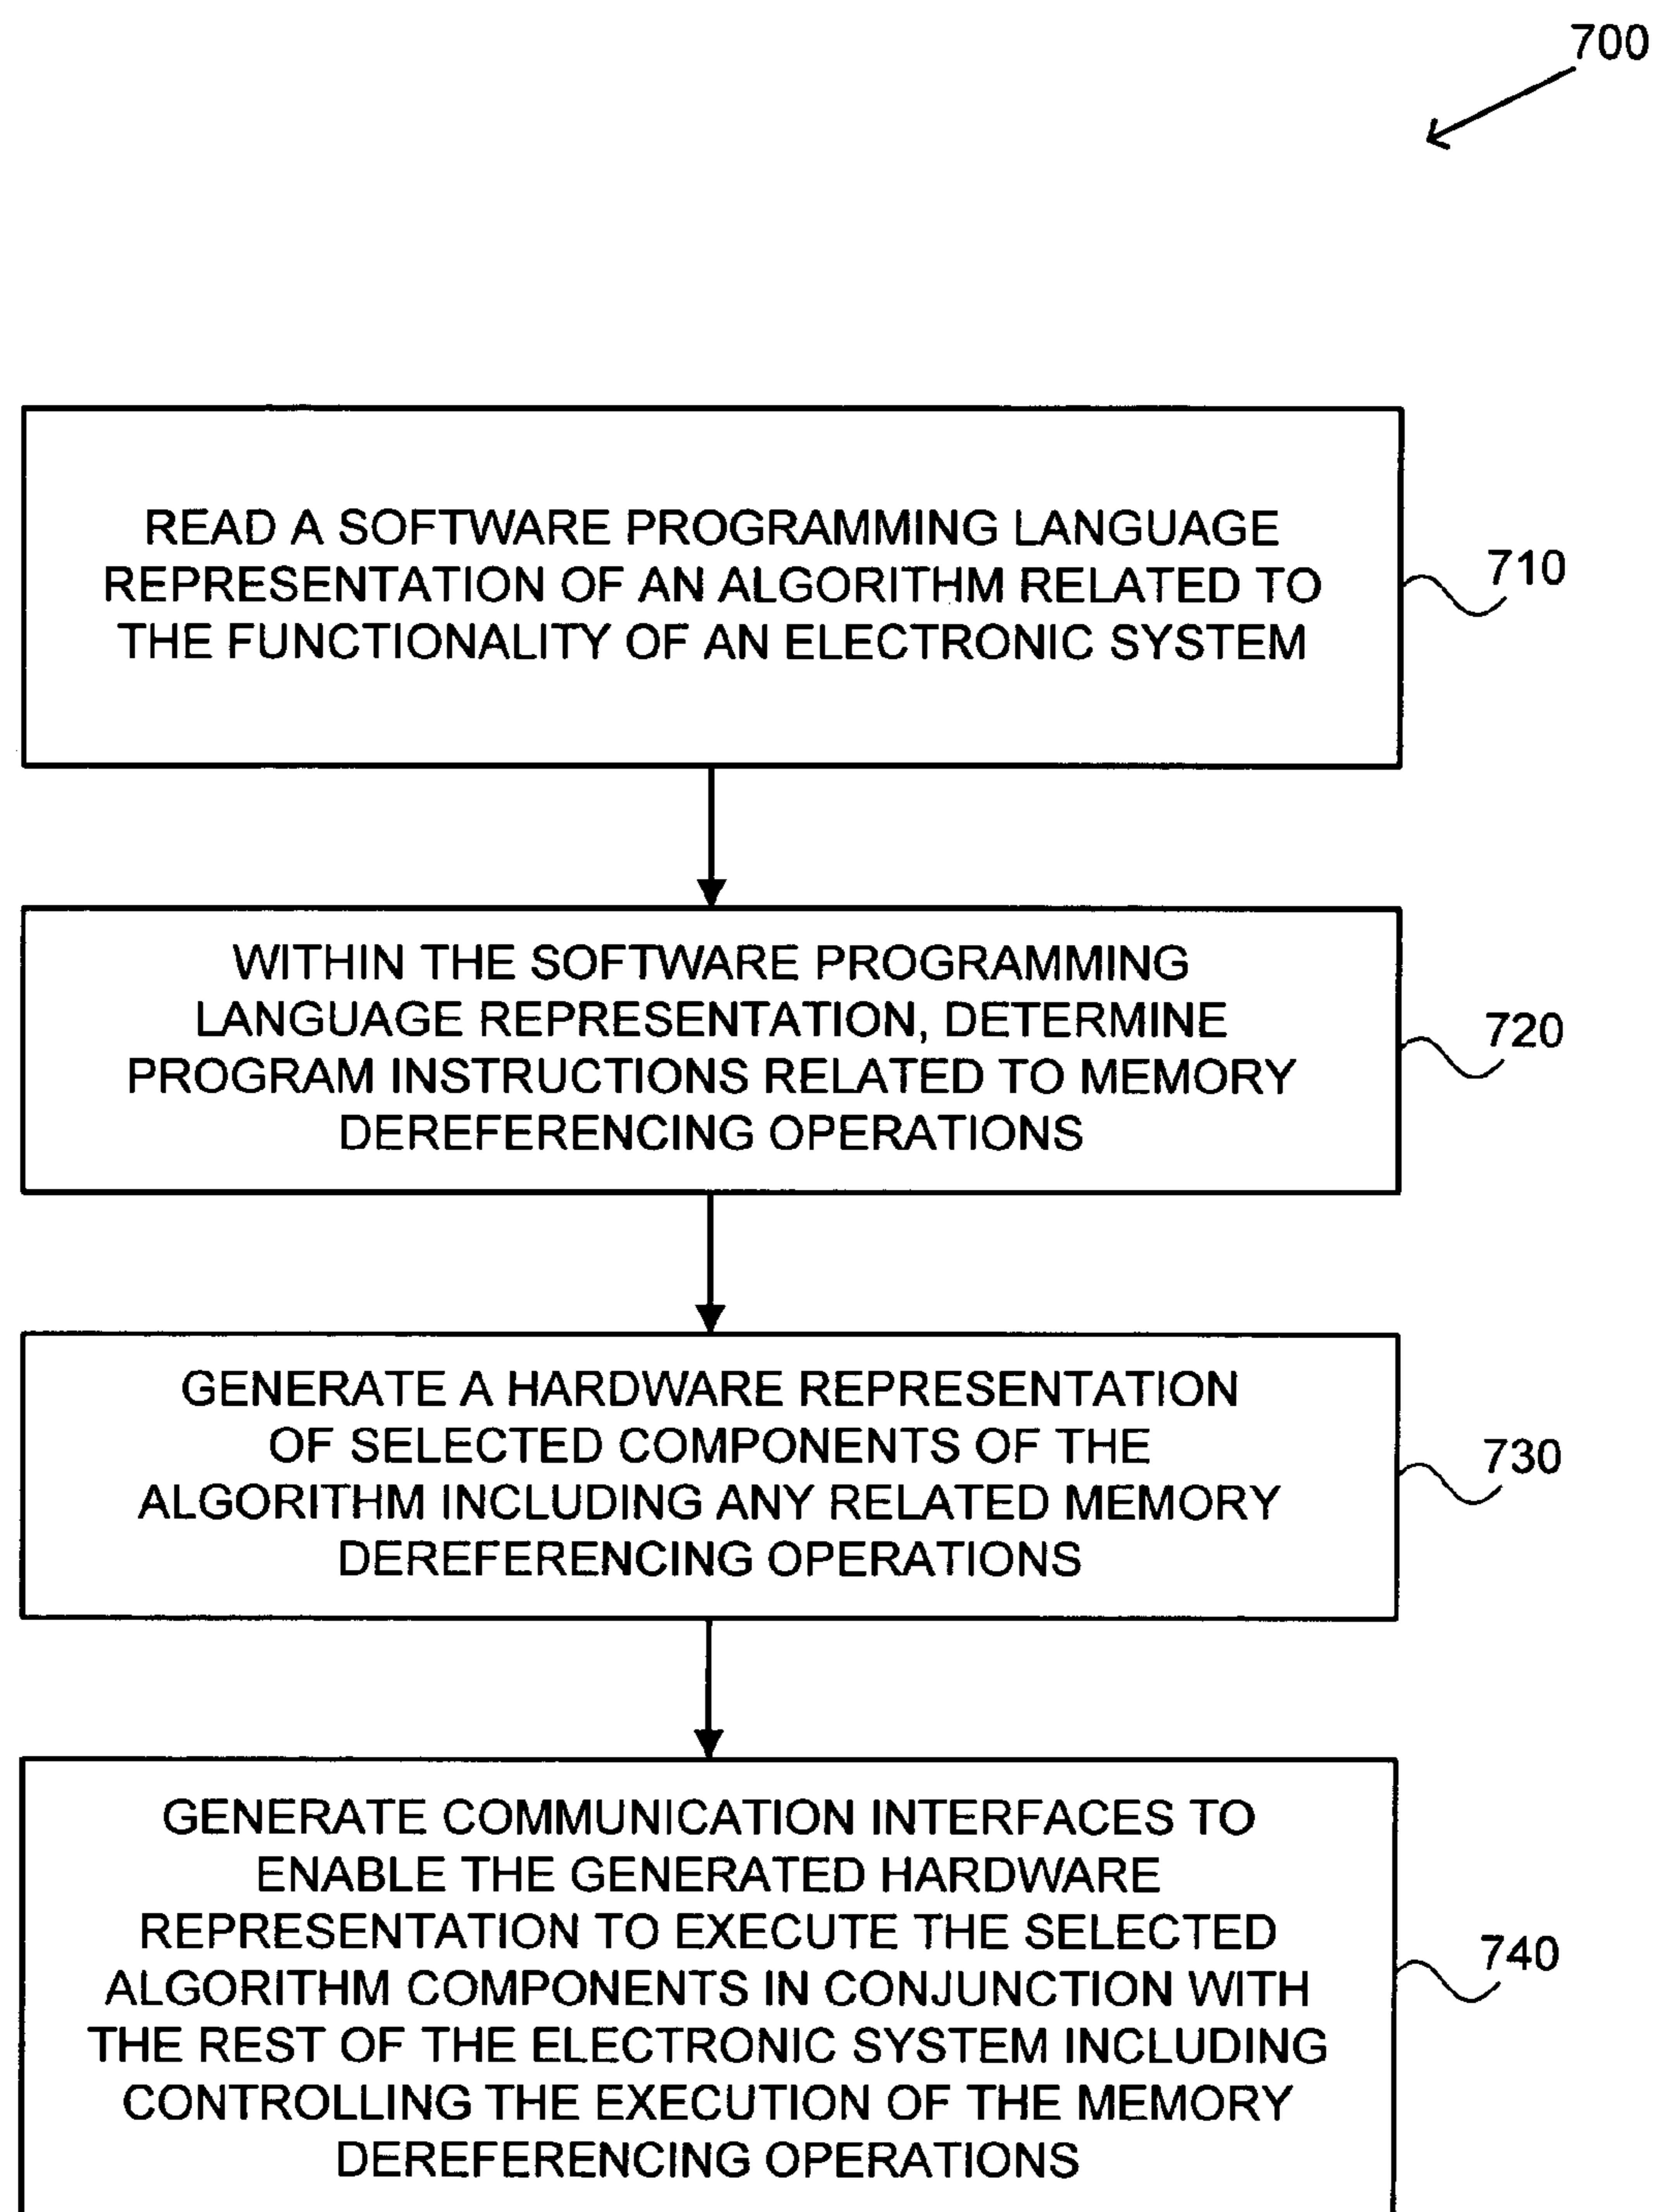 700
READ A SOFTWARE PROGRAMMING LANGUAGE
REPRESENTATION OF AN ALGORITHM RELATED TO
THE FUNCTIONALITY OF AN ELECTRONIC SYSTEM
710
WITHIN THE SOFTWARE PROGRAMMING
LANGUAGE REPRESENTATION, DETERMINE
PROGRAM INSTRUCTIONS RELATED TO MEMORY
DEREFERENCING OPERATIONS
720
GENERATE A HARDWARE REPRESENTATION
OF SELECTED COMPONENTS OF THE
ALGORITHM INCLUDING ANY RELATED MEMORY
DEREFERENCING OPERATIONS
730
GENERATE COMMUNICATION INTERFACES TO
ENABLE THE GENERATED HARDWARE
REPRESENTATION TO EXECUTE THE SELECTED
ALGORITHM COMPONENTS IN CONJUNCTION WITH
THE REST OF THE ELECTRONIC SYSTEM INCLUDING
CONTROLLING THE EXECUTION OF THE MEMORY
DEREFERENCING OPERATIONS
740